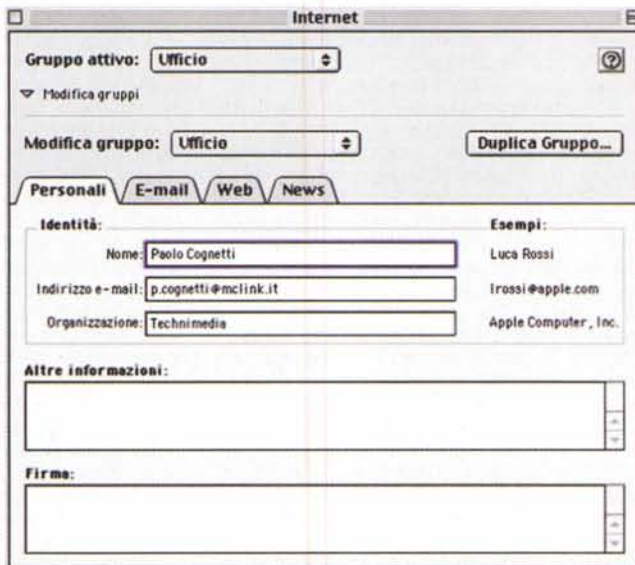 Internet
Gruppo attivo: Ufficio
Modifica gruppi
Modifica gruppo: Ufficio Duplica Gruppo...
Personali E-mail Web News
Identità: Esempi:
Nome: Paolo Cognetti Luca Rossi
Indirizzo e-mail: p.cognetti@mclink.it lrossi@apple.com
Organizzazione: Technimedia Apple Computer, Inc.
Altre informazioni:
Firma: